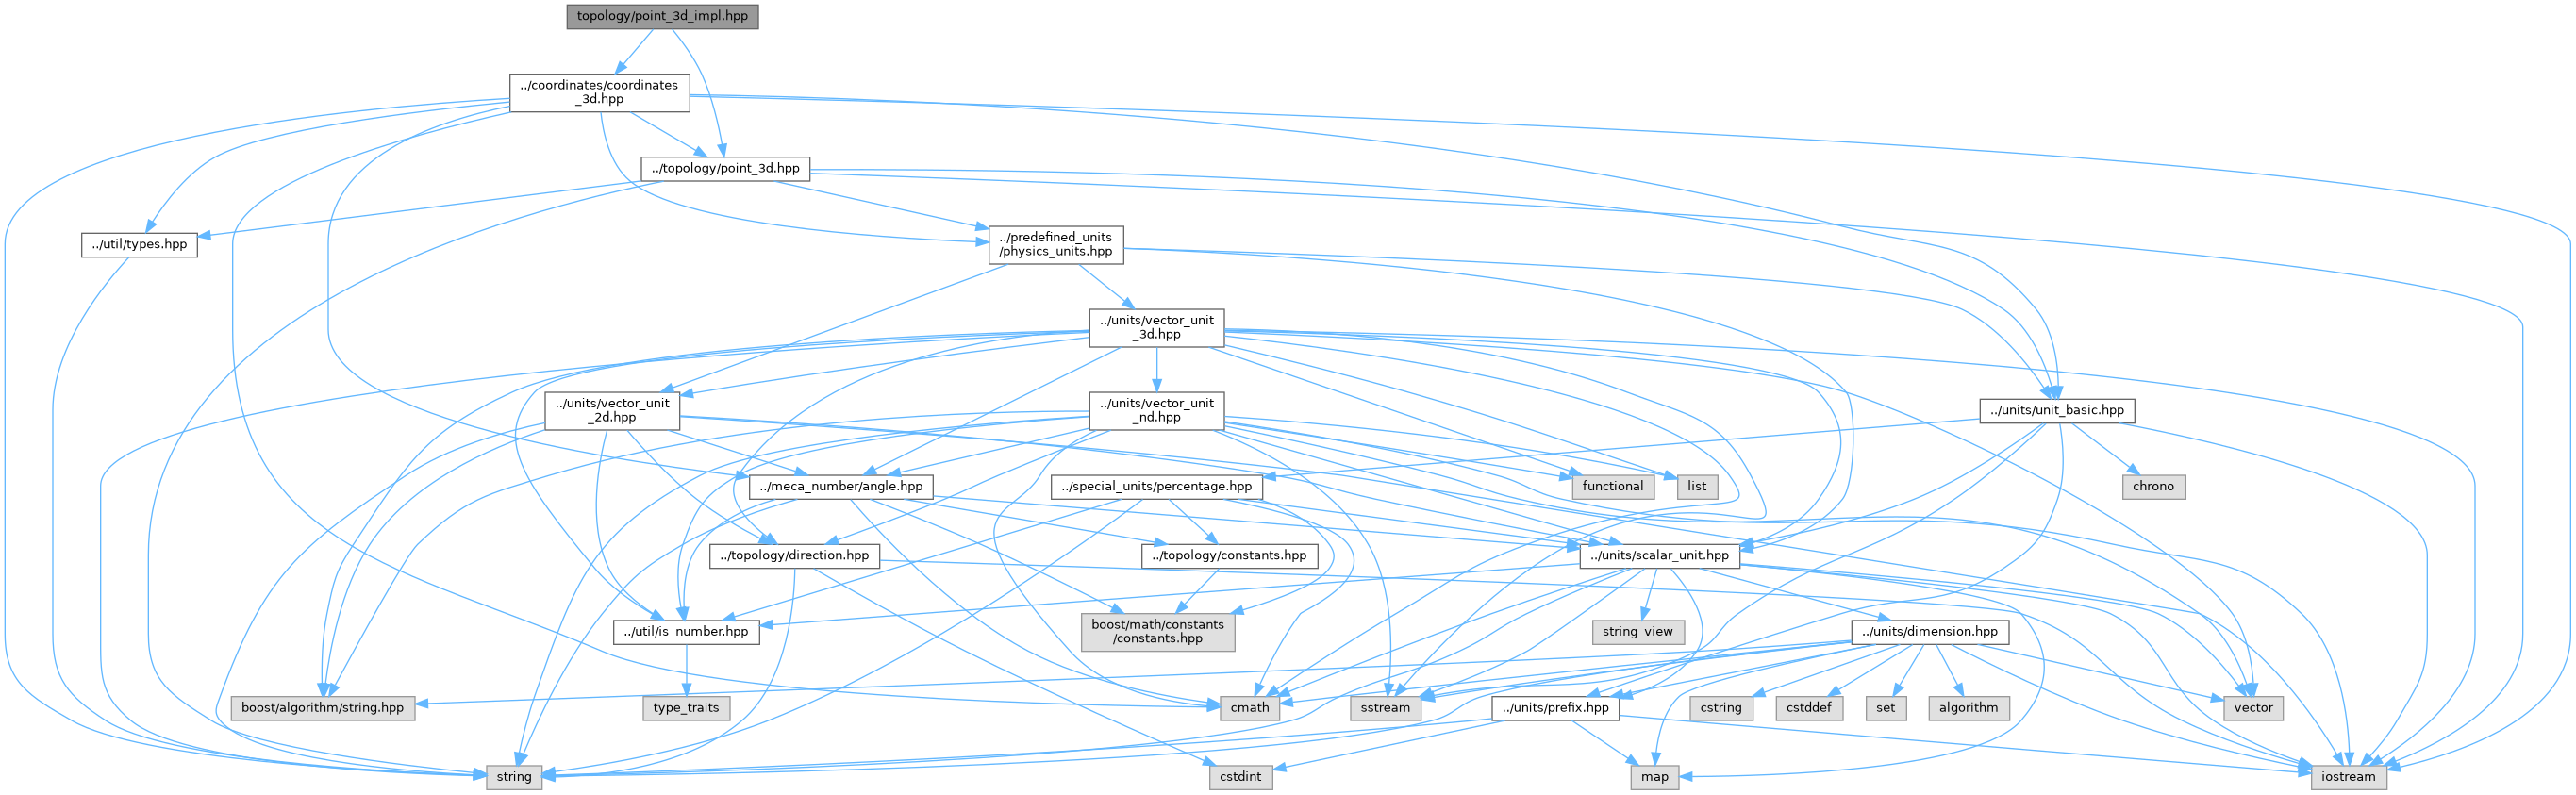 topology/point_3d_impl.hpp
../coordinates/coordinates
_3d.hpp
../topology/point_3d.hpp
../util/types.hpp
../predefined_units
/physics_units.hpp
../units/vector_unit
_3d.hpp
../units/vector_unit
_2d.hpp
../units/vector_unit
_nd.hpp
../units/unit_basic.hpp
../meca_number/angle.hpp
../special_units/percentage.hpp
functional
list
chrono
../topology/direction.hpp
../topology/constants.hpp
../units/scalar_unit.hpp
../util/is_number.hpp
boost/math/constants
/constants.hpp
string_view
../units/dimension.hpp
boost/algorithm/string.hpp
type_traits
cmath
sstream
../units/prefix.hpp
cstring
cstddef
set
algorithm
vector
string
cstdint
map
iostream